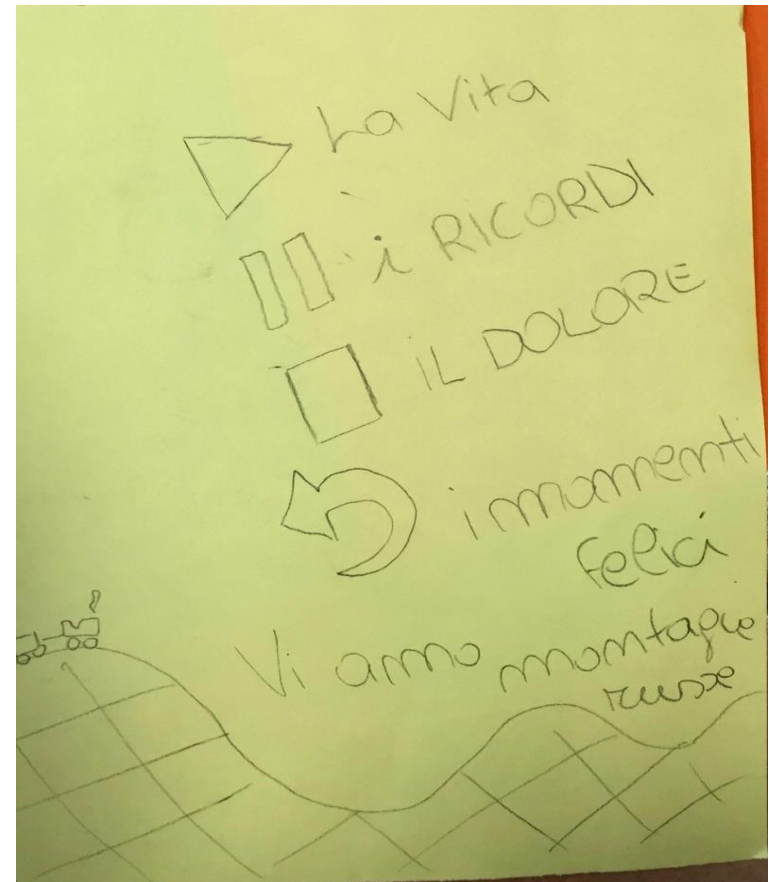 La Vita
i RICORDI
iL DOLORE
i momenti
felici
Vi amo montagne
russe